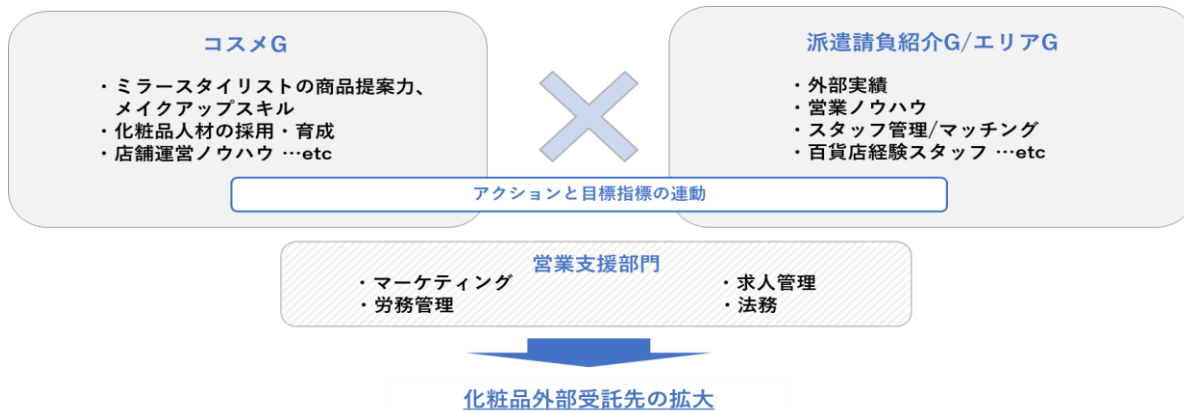 コスメG
・ミラースタイリストの商品提案力、
メイクアップスキル
・化粧品人材の採用・育成
・店舗運営ノウハウ …etc
派遣請負紹介G/エリアG
・外部実績
・営業ノウハウ
・スタッフ管理/マッチング
・百貨店経験スタッフ …etc
アクションと目標指標の連動
営業支援部門
・マーケティング
・労務管理
・求人管理
・法務
化粧品外部受託先の拡大